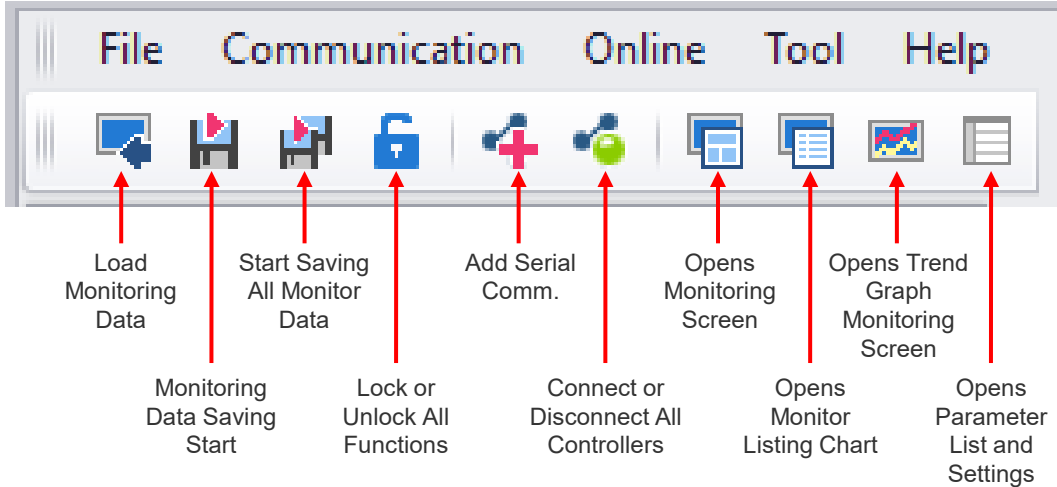 File Communication Online Tool Help
Load
Monitoring
Data
Start Saving
All Monitor
Data
Add Serial
Comm.
Opens
Monitoring
Screen
Opens Trend
Graph
Monitoring
Screen
Monitoring
Data Saving
Start
Lock or
Unlock All
Functions
Connect or
Disconnect All
Controllers
Opens
Monitor
Listing Chart
Opens
Parameter
List and
Settings